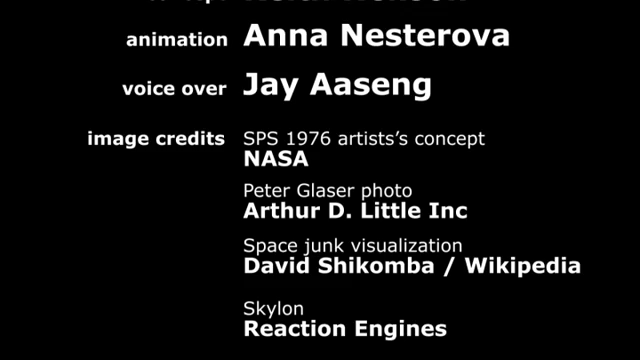 animation Anna Nesterova
voice over Jay Aaseng
image credits SPS 1976 artists's concept
NASA
Peter Glaser photo
Arthur D. Little Inc
Space junk visualization
David Shikomba / Wikipedia
Skylon
Reaction Engines